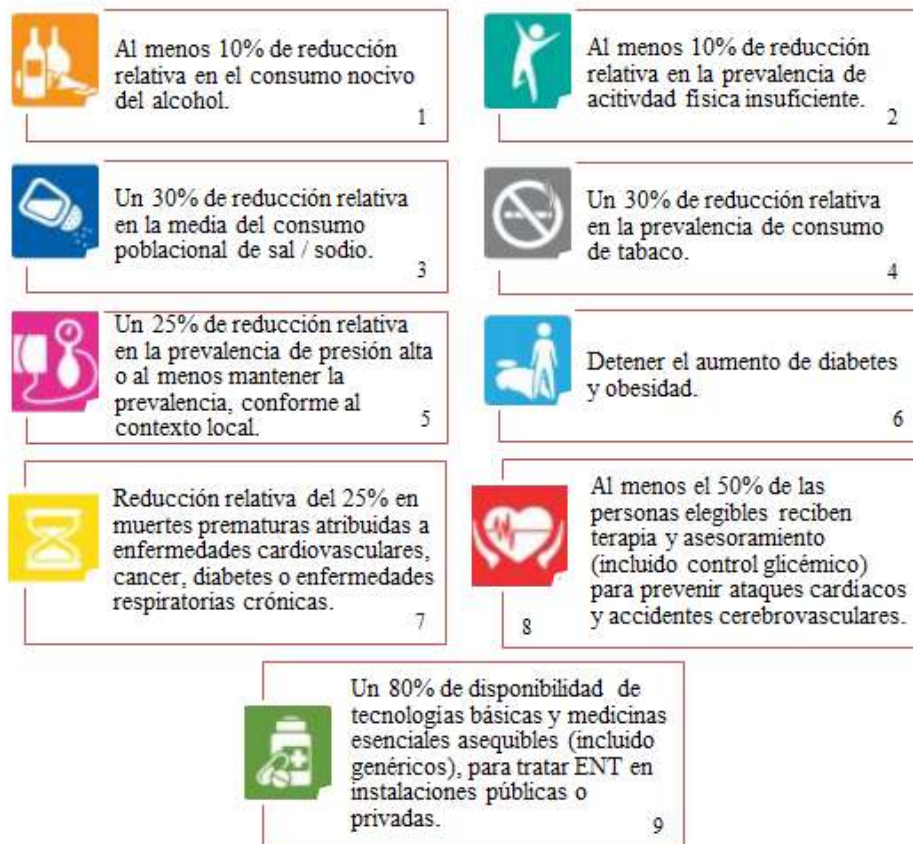 Al menos 10% de reducción
relativa en el consumo nocivo
del alcohol.
1
Al menos 10% de reducción
relativa en la prevalencia de
acitivdad física insuficiente.
2
Un 30% de reducción relativa
en la media del consumo
poblacional de sal / sodio.
3
Un 30% de reducción relativa
en la prevalencia de consumo
de tabaco.
4
Un 25% de reducción relativa
en la prevalencia de presión alta
o al menos mantener la
prevalencia, conforme al
contexto local.
5
Detener el aumento de diabetes
y obesidad.
6
Reducción relativa del 25% en
muertes prematuras atribuidas a
enfermedades cardiovasculares,
cancer, diabetes o enfermedades
respiratorias crónicas.
7
Al menos el 50% de las
personas elegibles reciben
terapia y asesoramiento
(incluido control glicémico)
para prevenir ataques cardíacos
y accidentes cerebrovasculares.
8
Un 80% de disponibilidad de
tecnologías básicas y medicinas
esenciales asequibles (incluido
genéricos), para tratar ENT en
instalaciones públicas o
privadas.
9